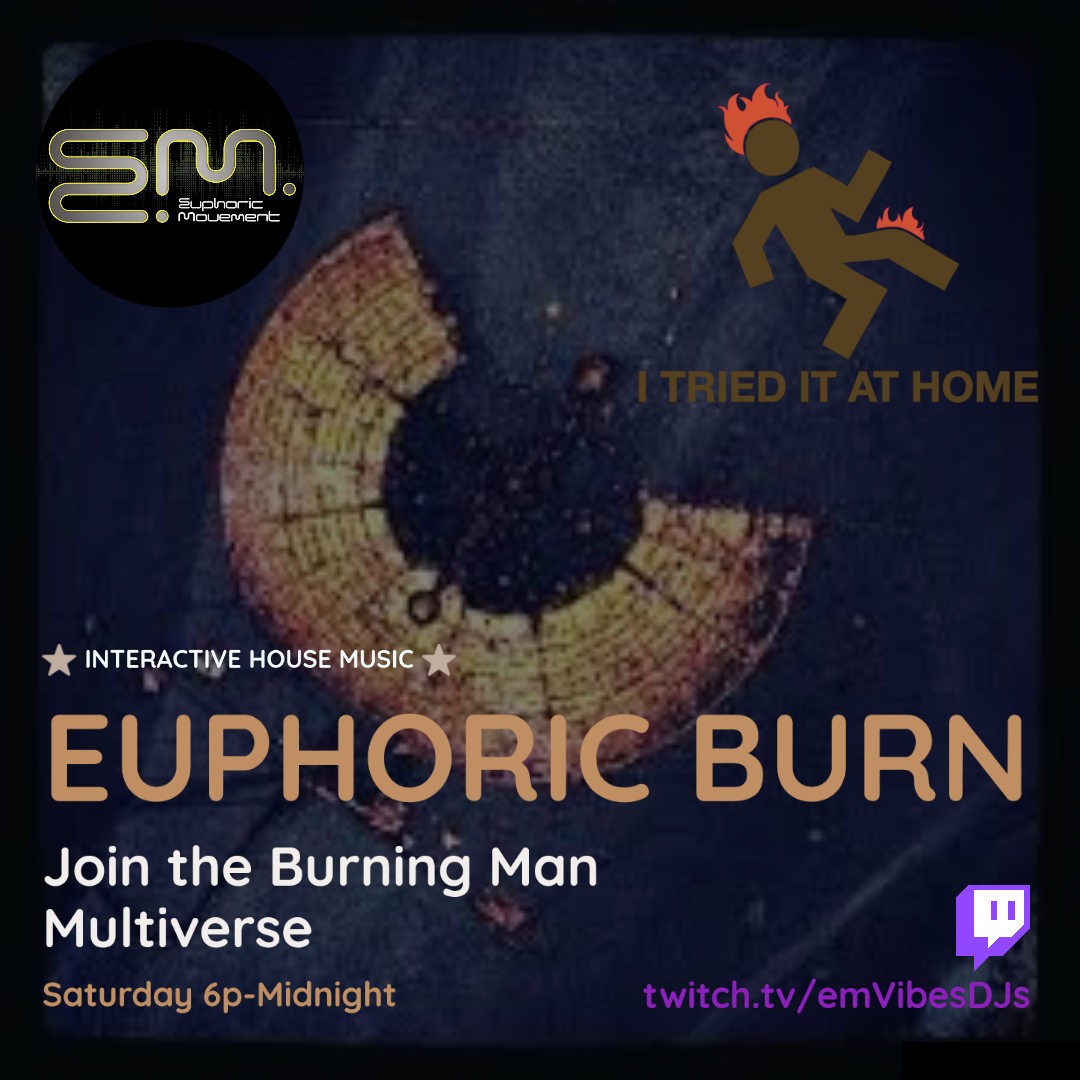 E.M.
Euphoric
Movement
I TRIED IT AT HOME
INTERACTIVE HOUSE MUSIC
EUPHORIC BURN
Join the Burning Man
Multiverse
Saturday 6p-Midnight
twitch.tv/emVibesDJs